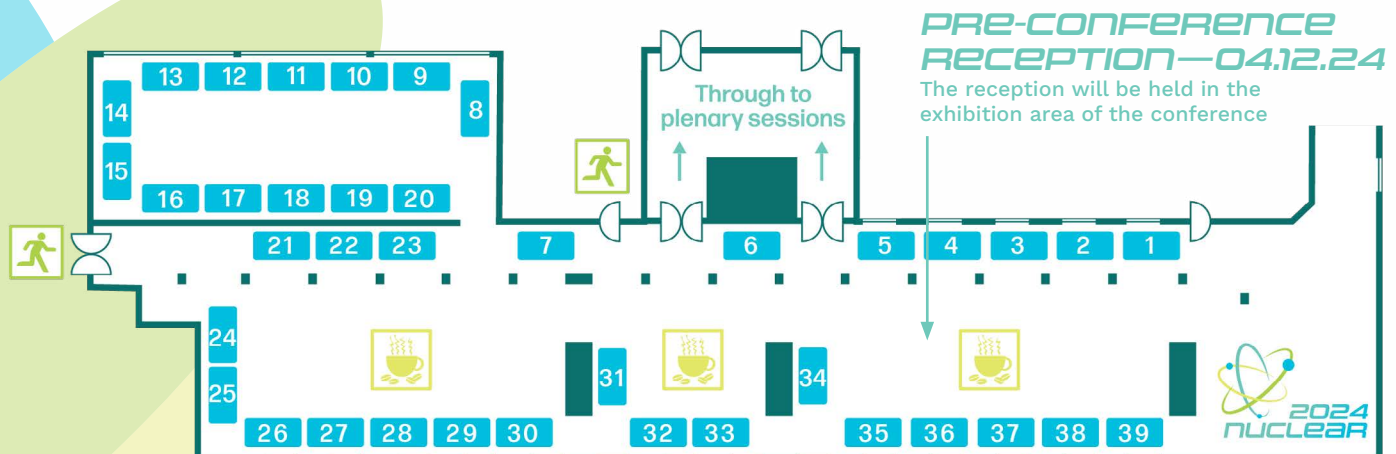 PRE-CONFERENCE
RECEPTION—04.12.24
The reception will be held in the
exhibition area of the conference
Through to
plenary sessions
13 12 11 10 9
14
8
15
16 17 18 19 20
21 22 23 7 6 5 4 3 2 1
24
25
31
34
26 27 28 29 30 32 33 35 36 37 38 39
2024
NUCLEAR